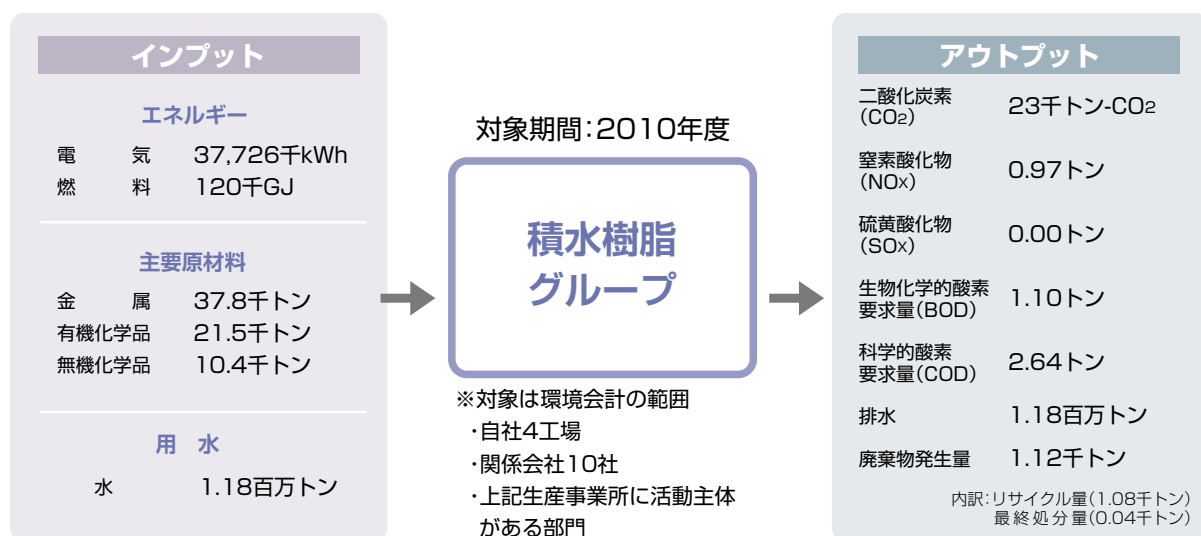 インプット
エネルギー
電 気 37,726千kWh
燃 料 120千GJ
主要原材料
金 属 37.8千トン
有機化学品 21.5千トン
無機化学品 10.4千トン
用 水
水 1.18百万トン
対象期間：2010年度
積水樹脂
グループ
※対象は環境会計の範囲
・自社4工場
・関係会社10社
・上記生産事業所に活動主体
がある部門
アウトプット
二酸化炭素
(CO2) 23千トン-CO2
窒素酸化物
(NOX) 0.97トン
硫黄酸化物
(SOX) 0.00トン
生物化学的酸素
要求量(BOD) 1.10トン
科学的酸素
要求量(COD) 2.64トン
排水 1.18百万トン
廃棄物発生量 1.12千トン
内訳：リサイクル量(1.08千トン)
最終処分量(0.04千トン)